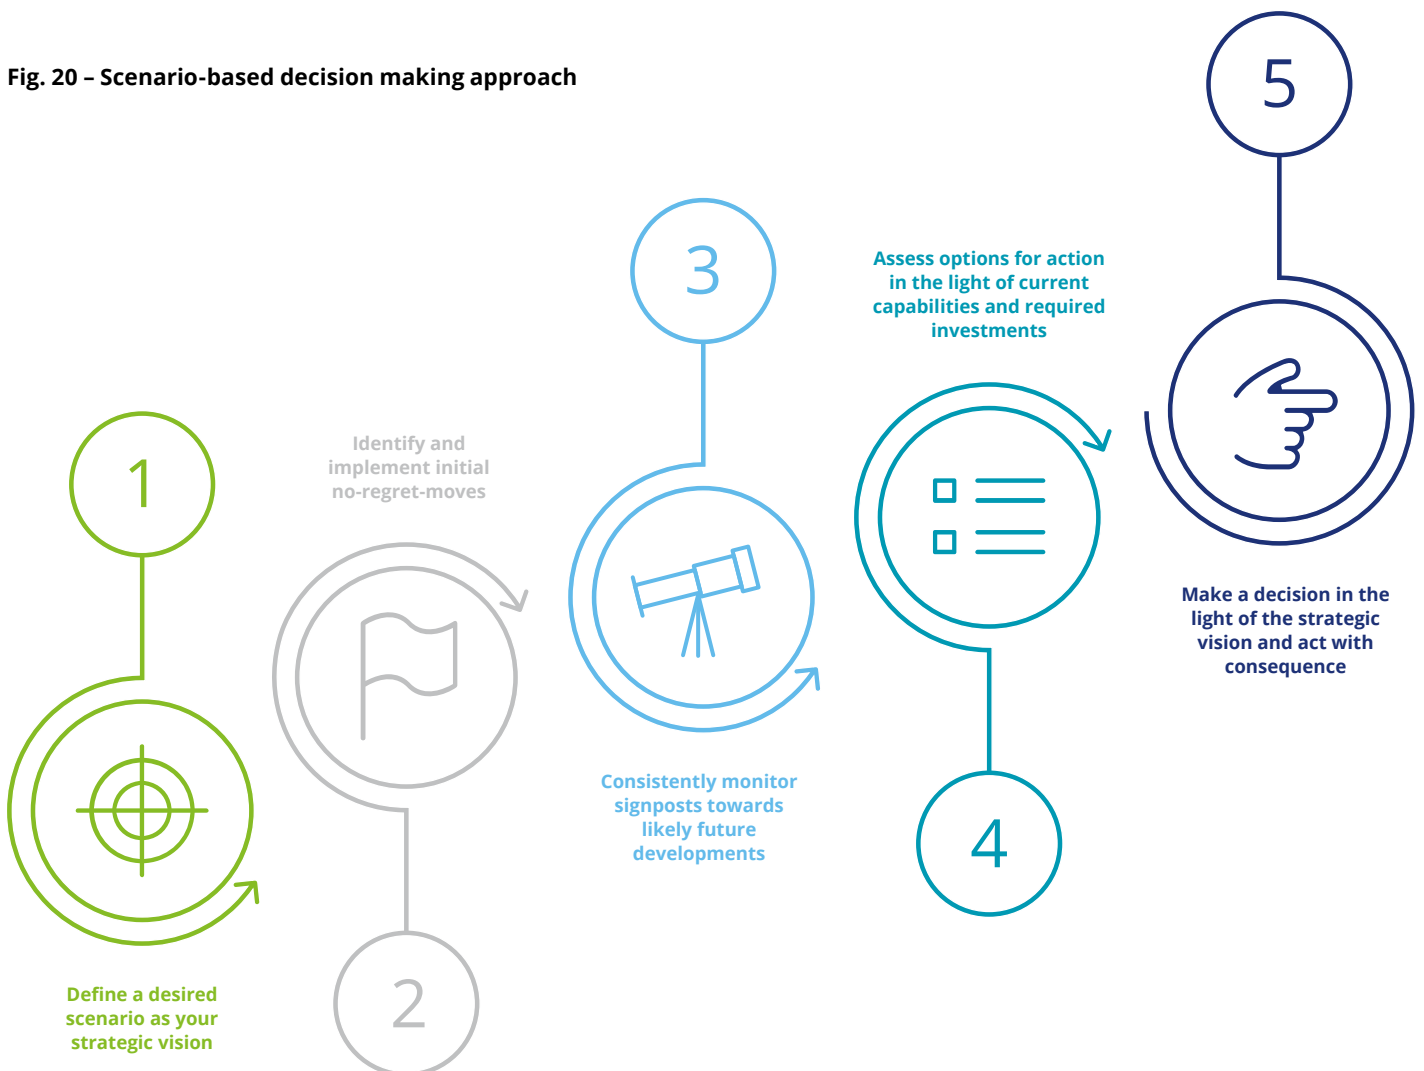 Fig. 20 – Scenario-based decision making approach
1
Define a desired
scenario as your
strategic vision
Identify and
implement initial
no-regret-moves
2
3
Consistently monitor
signposts towards
likely future
developments
Assess options for action
in the light of current
capabilities and required
investments
4
5
Make a decision in the
light of the strategic
vision and act with
consequence